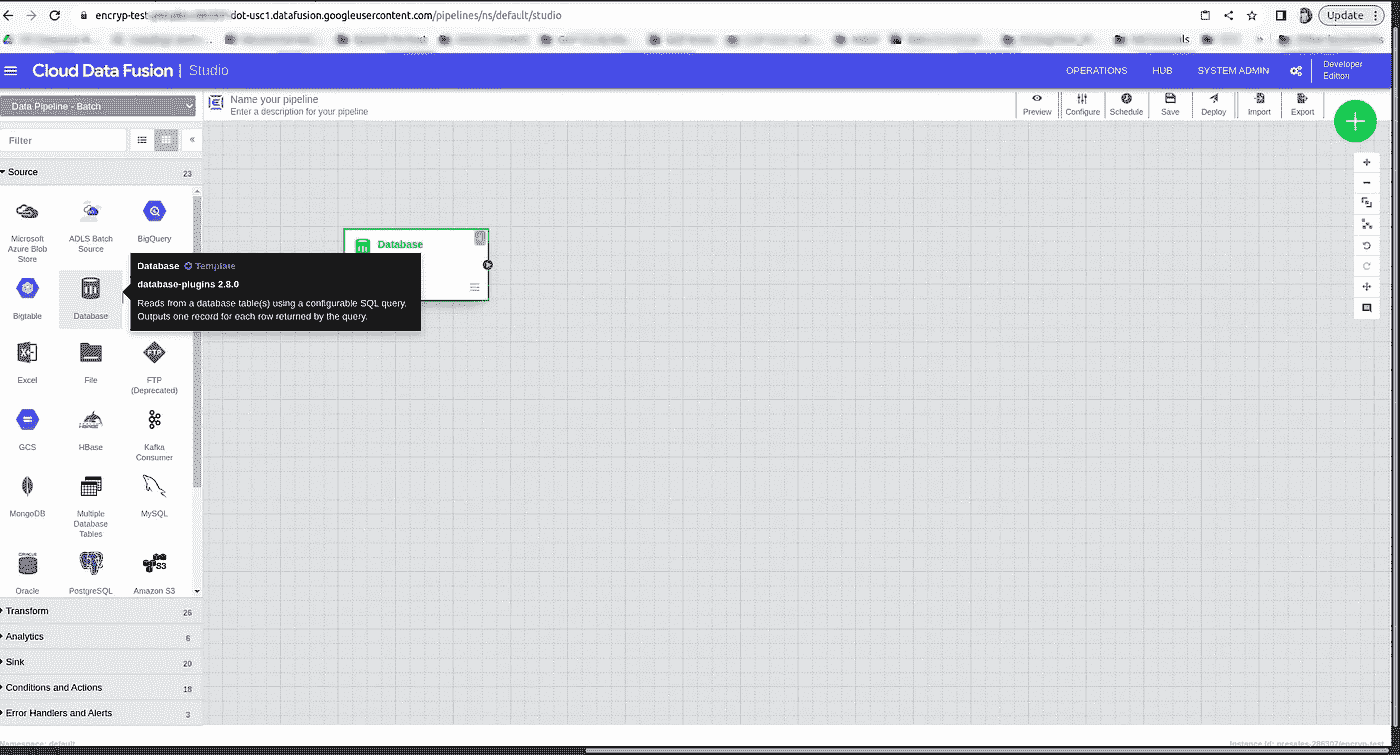 encryp-test
dot-usc1.datafusion.googleusercontent.com/pipelines/ns/default/studio
Update
Cloud Data Fusion | Studio
OPERATIONS
HUB
SYSTEM ADMIN
Developer
Edition
Data Pipeline - Batch
Name your pipeline
Enter a description for your pipeline
Preview
Configure
Schedule
Save
Deploy
Import
Export
Filter
Source
23
Microsoft
Azure Blob
Store
ADLS Batch
Source
BigQuery
Database
Database Template
database-plugins 2.8.0
Reads from a database table(s) using a configurable SQL query.
Outputs one record for each row returned by the query.
Bigtable
Database
Excel
File
FTP
FTP
(Deprecated)
GCS
HBase
Kafka
Consumer
MongoDB
Multiple
Database
Tables
MySQL
ORACLE
S3
Oracle
PostgreSQL
Amazon S3
Transform
26
Analytics
6
Sink
20
Conditions and Actions
18
Error Handlers and Alerts
3
Namespace: default